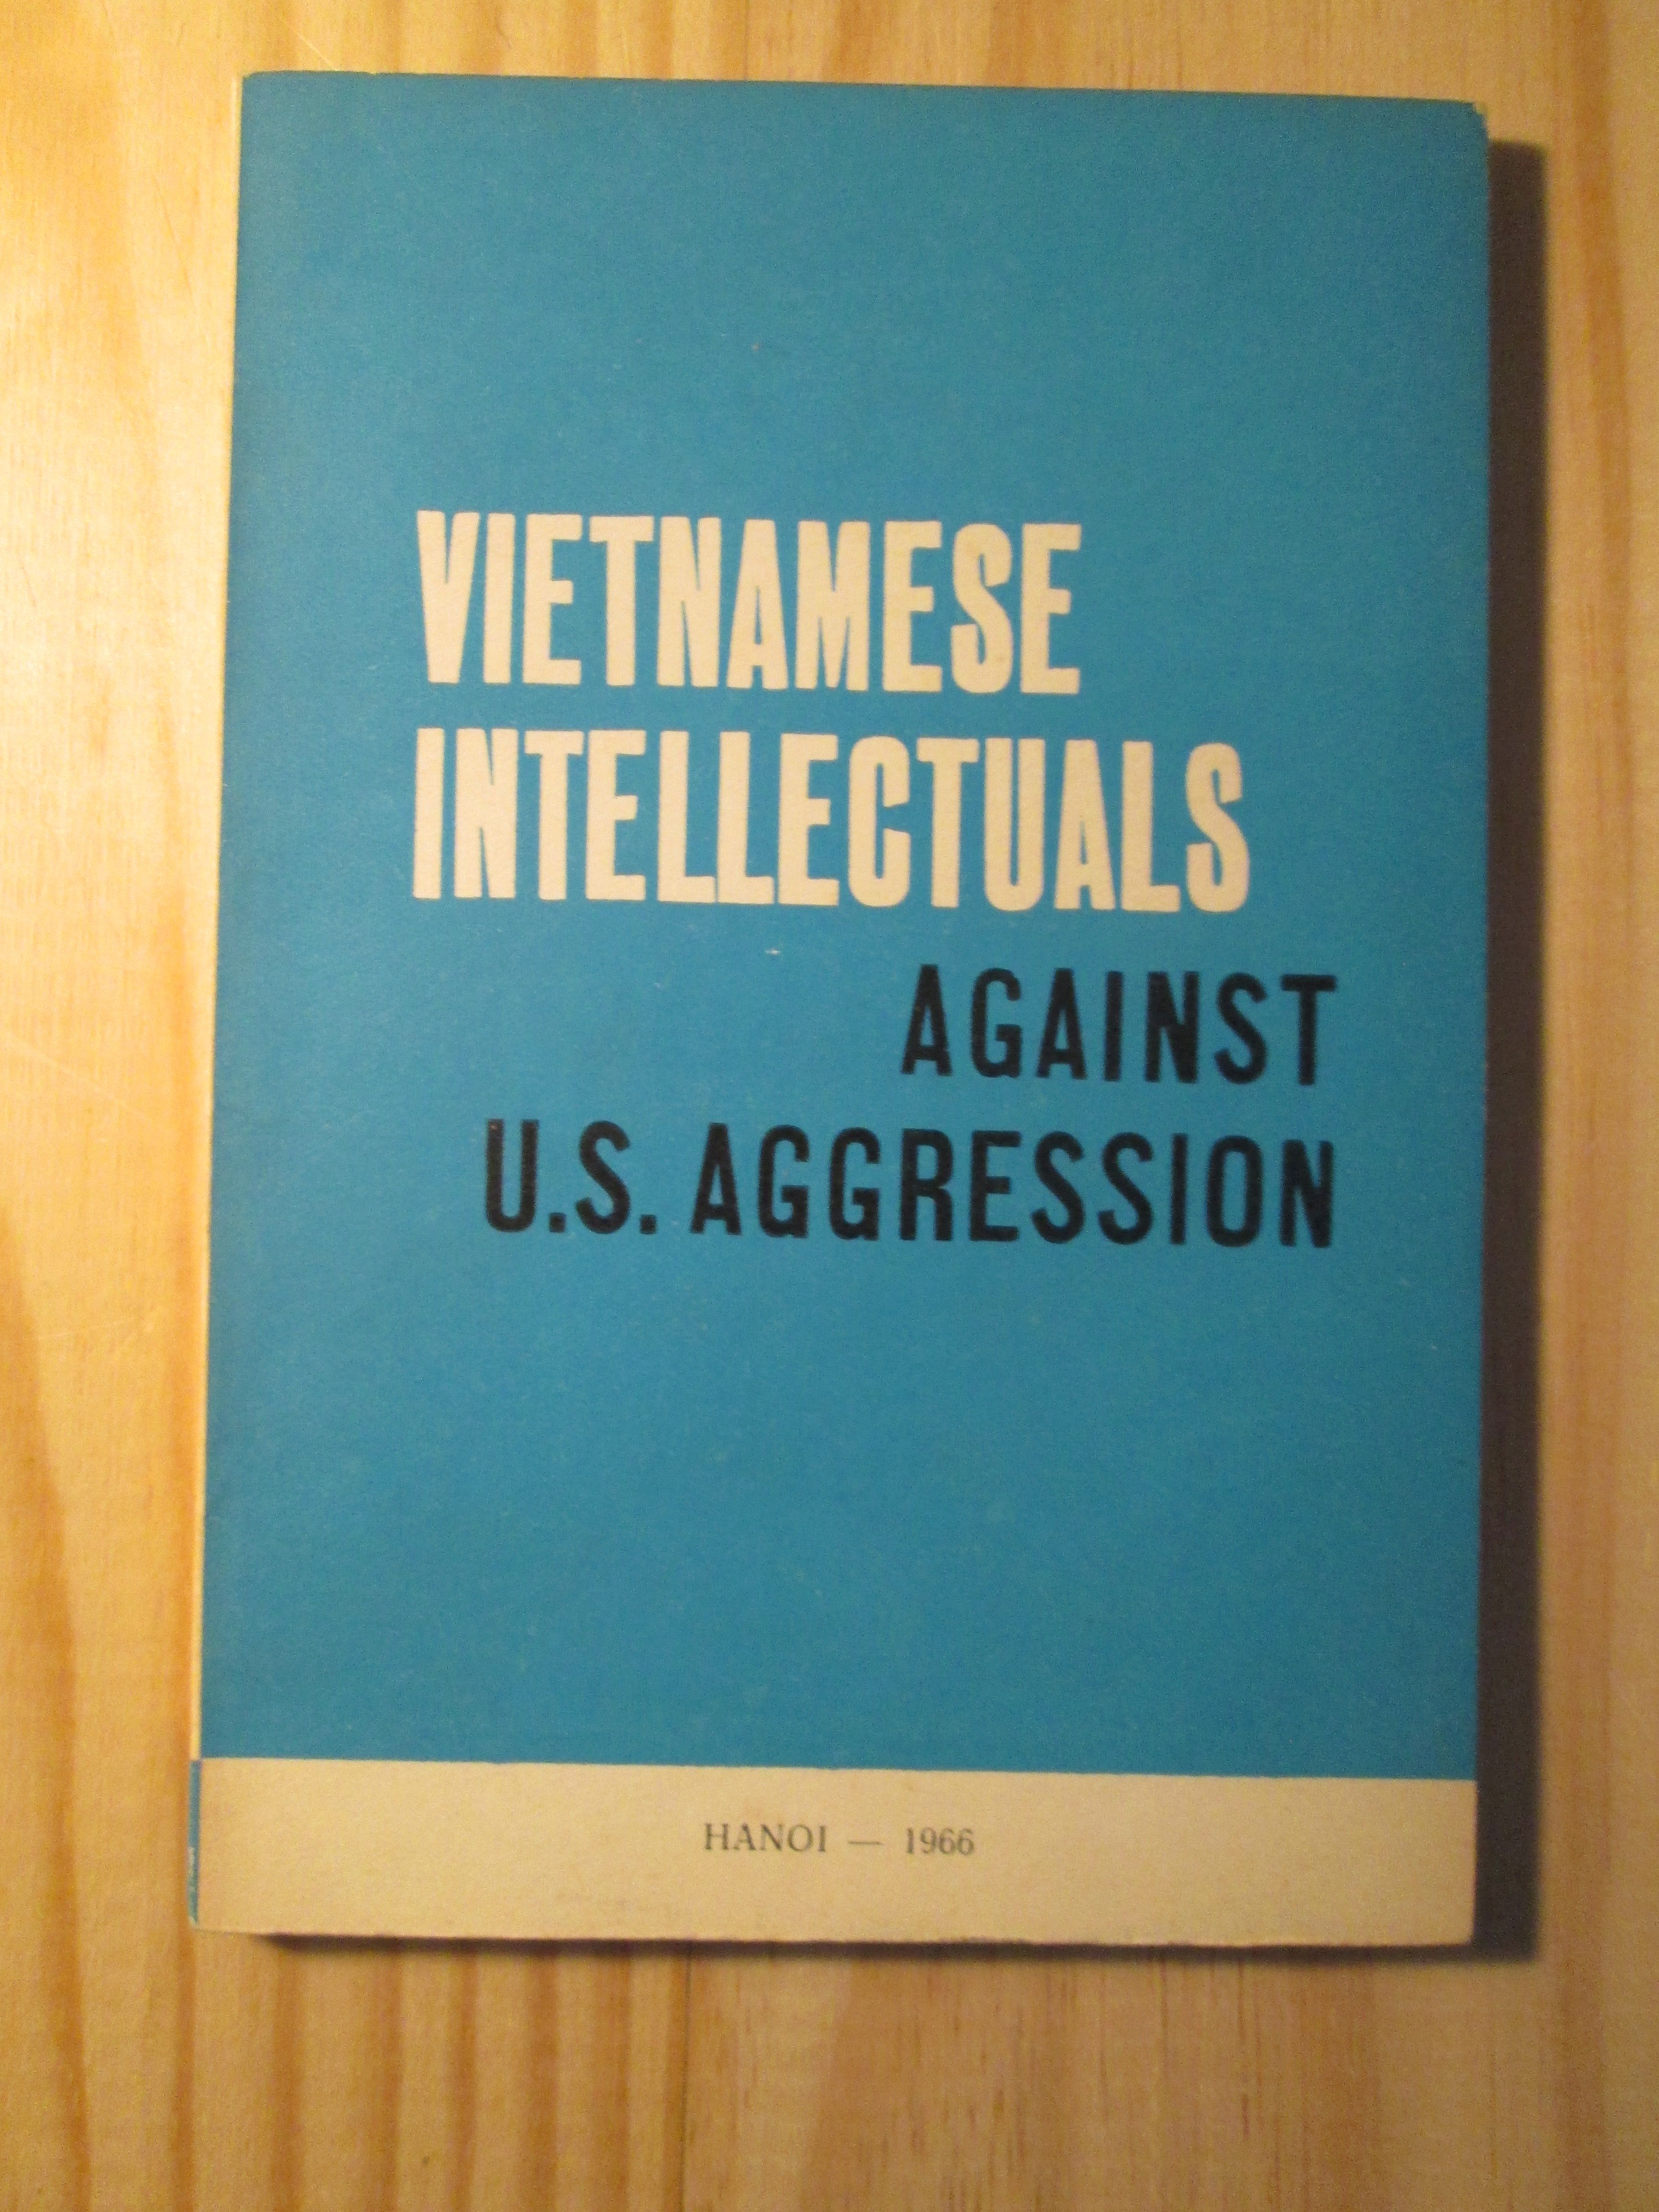 VIETNAMESE
INTELLECTUALS
AGAINST
U.S. AGGRESSION
HANOI — 1966